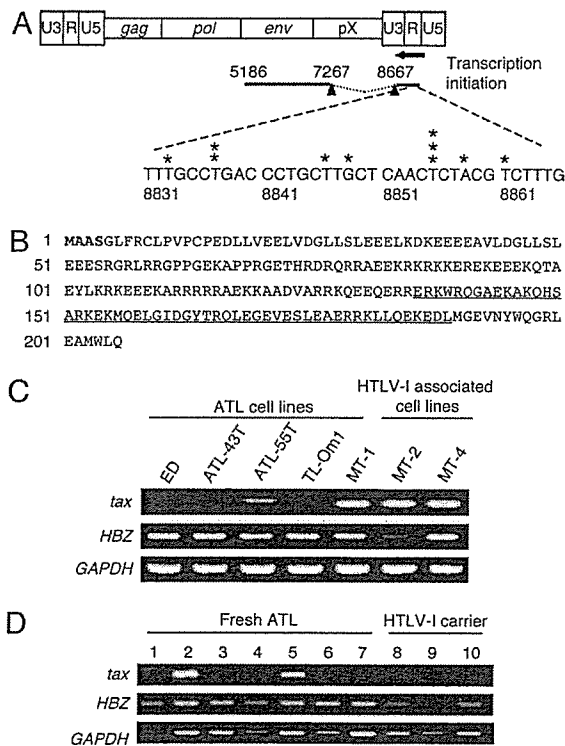 A
U3 R U5 gag pol env pX U3 R U5
Transcription
initiation
5186 7267 8667
* * * * * * * * * *
TTTGCCTGACC CCTGCTTGCT CAACTCTACG TCTTTG
8831 8841 8851 8861
B
1 MAASGLFRCLPVPCPEDLLVEELVDGLLSLEEELKDKEEEEAVLDGLLSL
51 EEESRGRLRRGPPGEKAPPRGETHRDRQRRAEEKRKRKKEREKEEEKQTA
101 EYLKRKEEEKARRRRRAEKKAADVARRKQEEQERRERKWRQGAEKAKQHS
151 ARKEKMQELGIDGYTRQLEGEVESLEAERRKLLQEKEDLMGEVNYWQGRL
201 EAMWLQ
C
ATL cell lines
HTLV-I associated
cell lines
ED ATL-43T ATL-55T TL-Om1 MT-1 MT-2 MT-4
tax
HBZ
GAPDH
D
Fresh ATL HTLV-I carrier
1 2 3 4 5 6 7 8 9 10
tax
HBZ
GAPDH